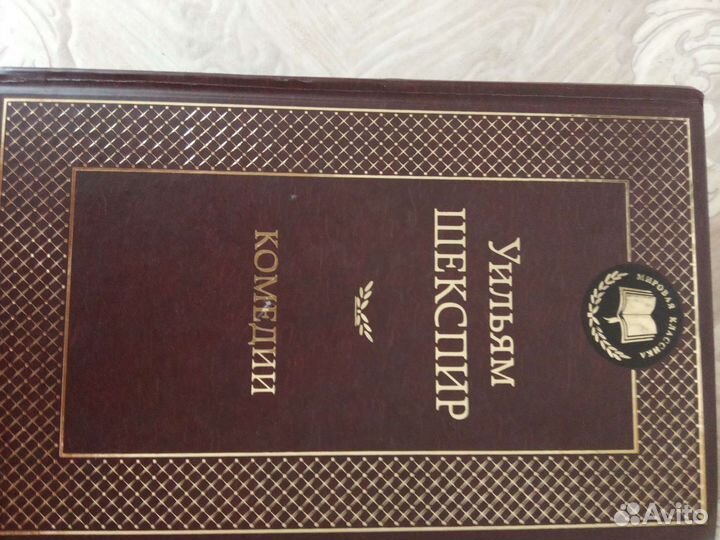 МИРОВАЯ КЛАССИКА
Уильям
ШЕКСПИР
КОМЕДИИ
Avito